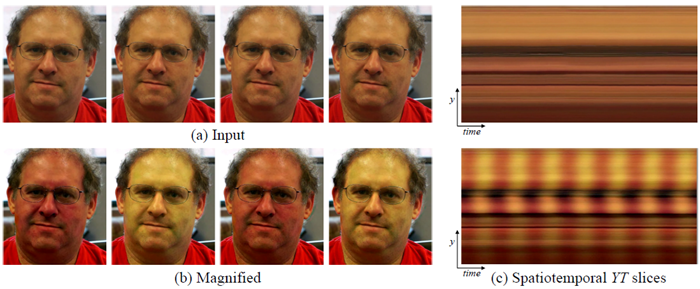 (a) Input
y
time
(b) Magnified
y
time
(c) Spatiotemporal YT slices